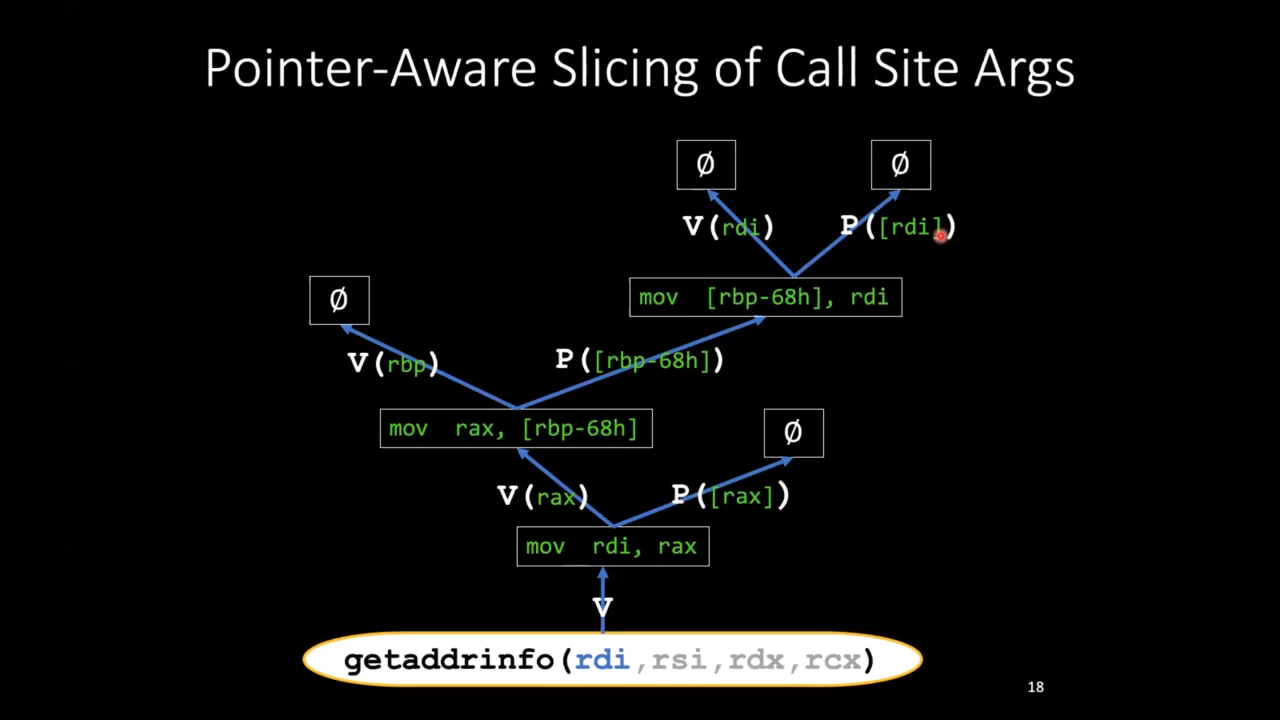 Pointer-Aware Slicing of Call Site Args
Ø Ø
V(rdi) P([rdi])
Ø mov [rbp-68h], rdi
V(rbp) P([rbp-68h])
mov rax, [rbp-68h] Ø
V(rax) P([rax])
mov rdi, rax
V
getaddrinfo(rdi,rsi,rdx,rcx)
18